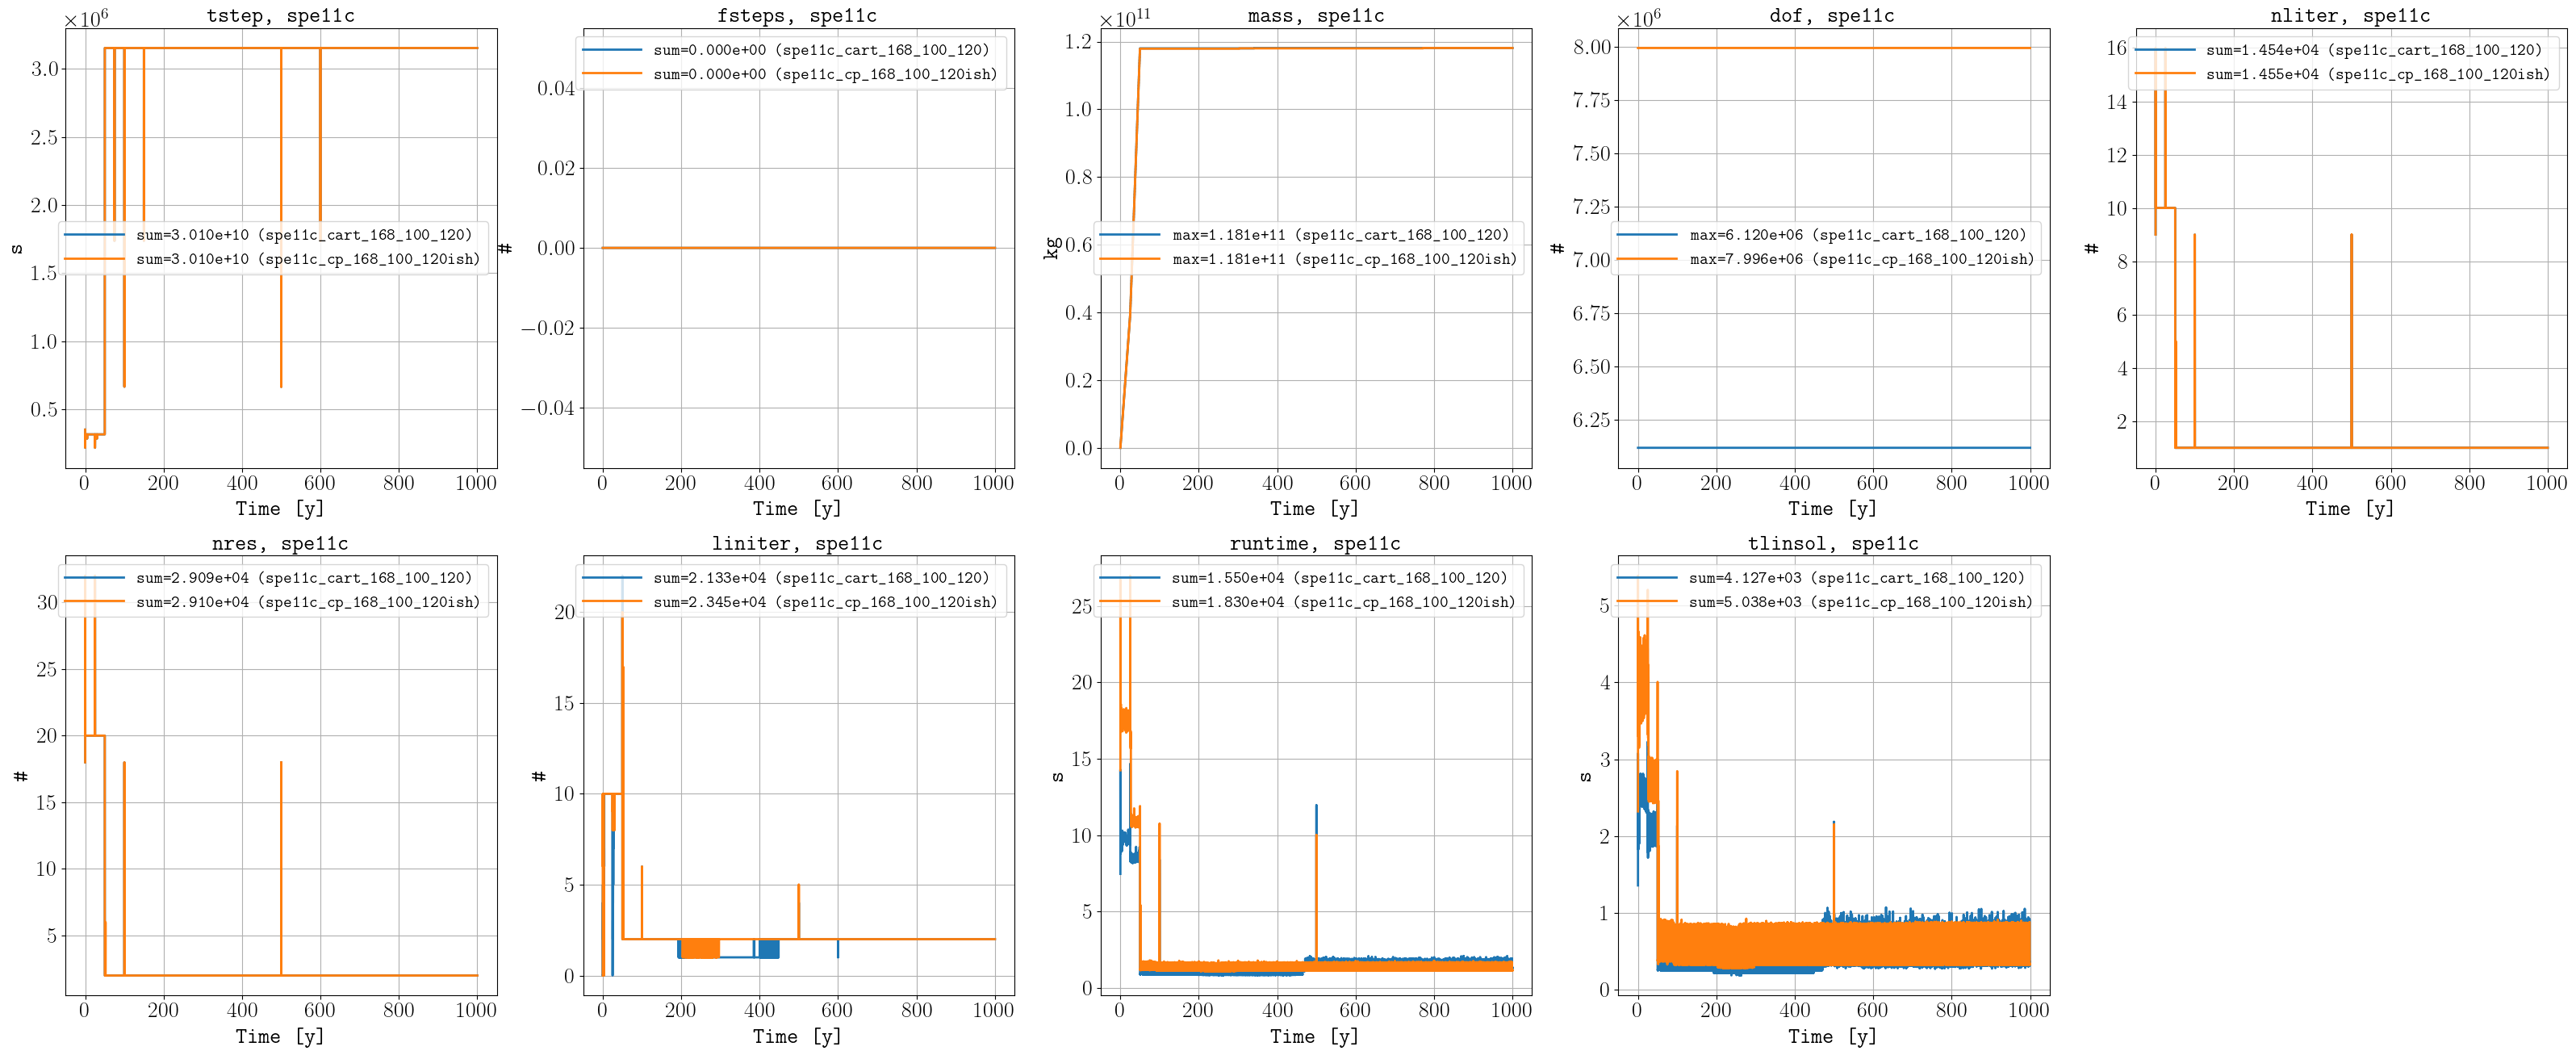 tstep, spe11c
×10⁶
3.0
2.5
2.0
1.5
1.0
0.5
s
sum=3.010e+10 (spe11c_cart_168_100_120)
sum=3.010e+10 (spe11c_cp_168_100_120ish)
0 200 400 600 800 1000
Time [y]
fsteps, spe11c
sum=0.000e+00 (spe11c_cart_168_100_120)
sum=0.000e+00 (spe11c_cp_168_100_120ish)
0.04
0.02
0.00
−0.02
−0.04
#
0 200 400 600 800 1000
Time [y]
mass, spe11c
×10¹¹
1.2
1.0
0.8
0.6
0.4
0.2
0.0
kg
max=1.181e+11 (spe11c_cart_168_100_120)
max=1.181e+11 (spe11c_cp_168_100_120ish)
0 200 400 600 800 1000
Time [y]
dof, spe11c
×10⁶
8.00
7.75
7.50
7.25
7.00
6.75
6.50
6.25
#
max=6.120e+06 (spe11c_cart_168_100_120)
max=7.996e+06 (spe11c_cp_168_100_120ish)
0 200 400 600 800 1000
Time [y]
nliter, spe11c
sum=1.454e+04 (spe11c_cart_168_100_120)
sum=1.455e+04 (spe11c_cp_168_100_120ish)
16
14
12
10
8
6
4
2
#
0 200 400 600 800 1000
Time [y]
nres, spe11c
sum=2.909e+04 (spe11c_cart_168_100_120)
sum=2.910e+04 (spe11c_cp_168_100_120ish)
30
25
20
15
10
5
#
0 200 400 600 800 1000
Time [y]
liniter, spe11c
sum=2.133e+04 (spe11c_cart_168_100_120)
sum=2.345e+04 (spe11c_cp_168_100_120ish)
20
15
10
5
0
#
0 200 400 600 800 1000
Time [y]
runtime, spe11c
sum=1.550e+04 (spe11c_cart_168_100_120)
sum=1.830e+04 (spe11c_cp_168_100_120ish)
25
20
15
10
5
0
s
0 200 400 600 800 1000
Time [y]
tlinsol, spe11c
sum=4.127e+03 (spe11c_cart_168_100_120)
sum=5.038e+03 (spe11c_cp_168_100_120ish)
5
4
3
2
1
0
s
0 200 400 600 800 1000
Time [y]